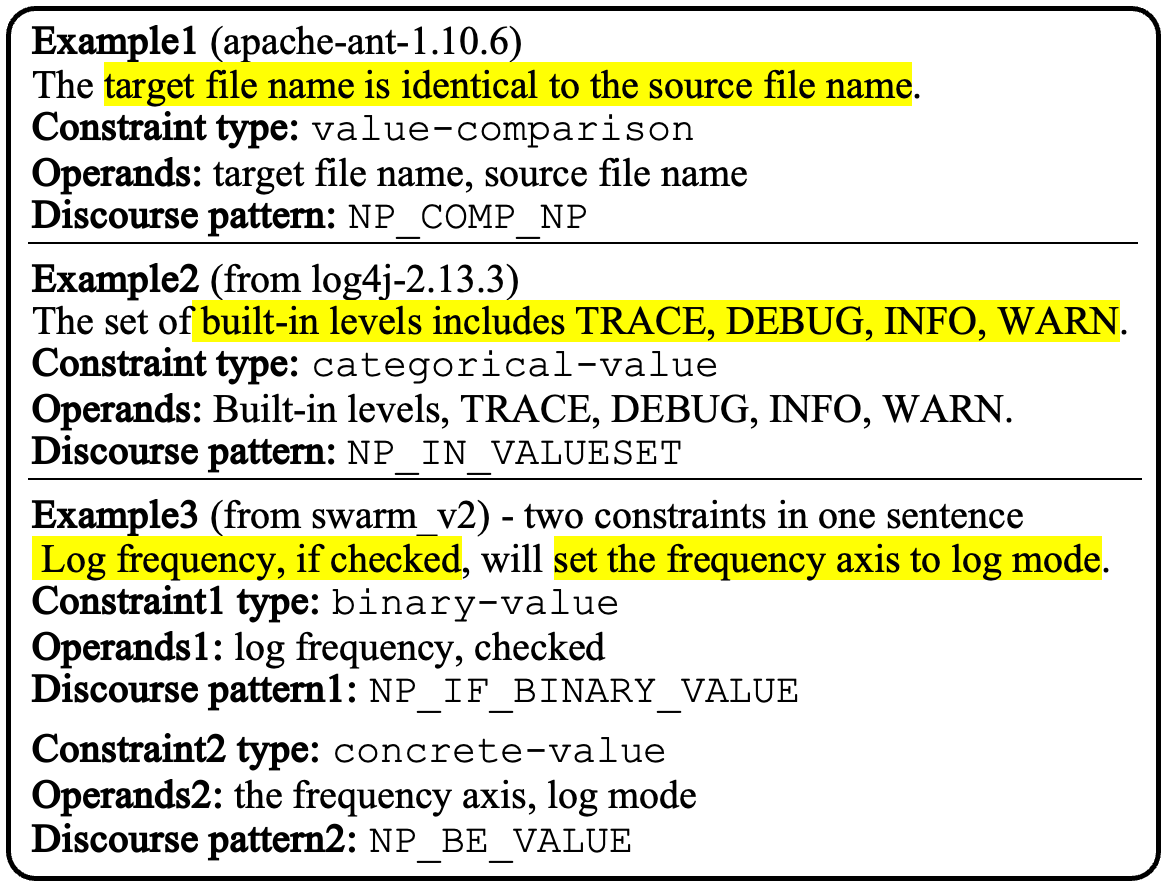 Example1 (apache-ant-1.10.6)
The target file name is identical to the source file name.
Constraint type: value-comparison
Operands: target file name, source file name
Discourse pattern: NP_COMP_NP
Example2 (from log4j-2.13.3)
The set of built-in levels includes TRACE, DEBUG, INFO, WARN.
Constraint type: categorical-value
Operands: Built-in levels, TRACE, DEBUG, INFO, WARN.
Discourse pattern: NP_IN_VALUESET
Example3 (from swarm_v2) - two constraints in one sentence
Log frequency, if checked, will set the frequency axis to log mode.
Constraint1 type: binary-value
Operands1: log frequency, checked
Discourse pattern1: NP_IF_BINARY_VALUE
Constraint2 type: concrete-value
Operands2: the frequency axis, log mode
Discourse pattern2: NP_BE_VALUE